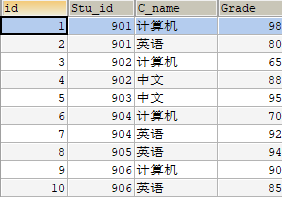 id Stu_id C_name Grade
1 901 计算机 98
2 901 英语 80
3 902 计算机 65
4 902 中文 88
5 903 中文 95
6 904 计算机 70
7 904 英语 92
8 905 英语 94
9 906 计算机 90
10 906 英语 85